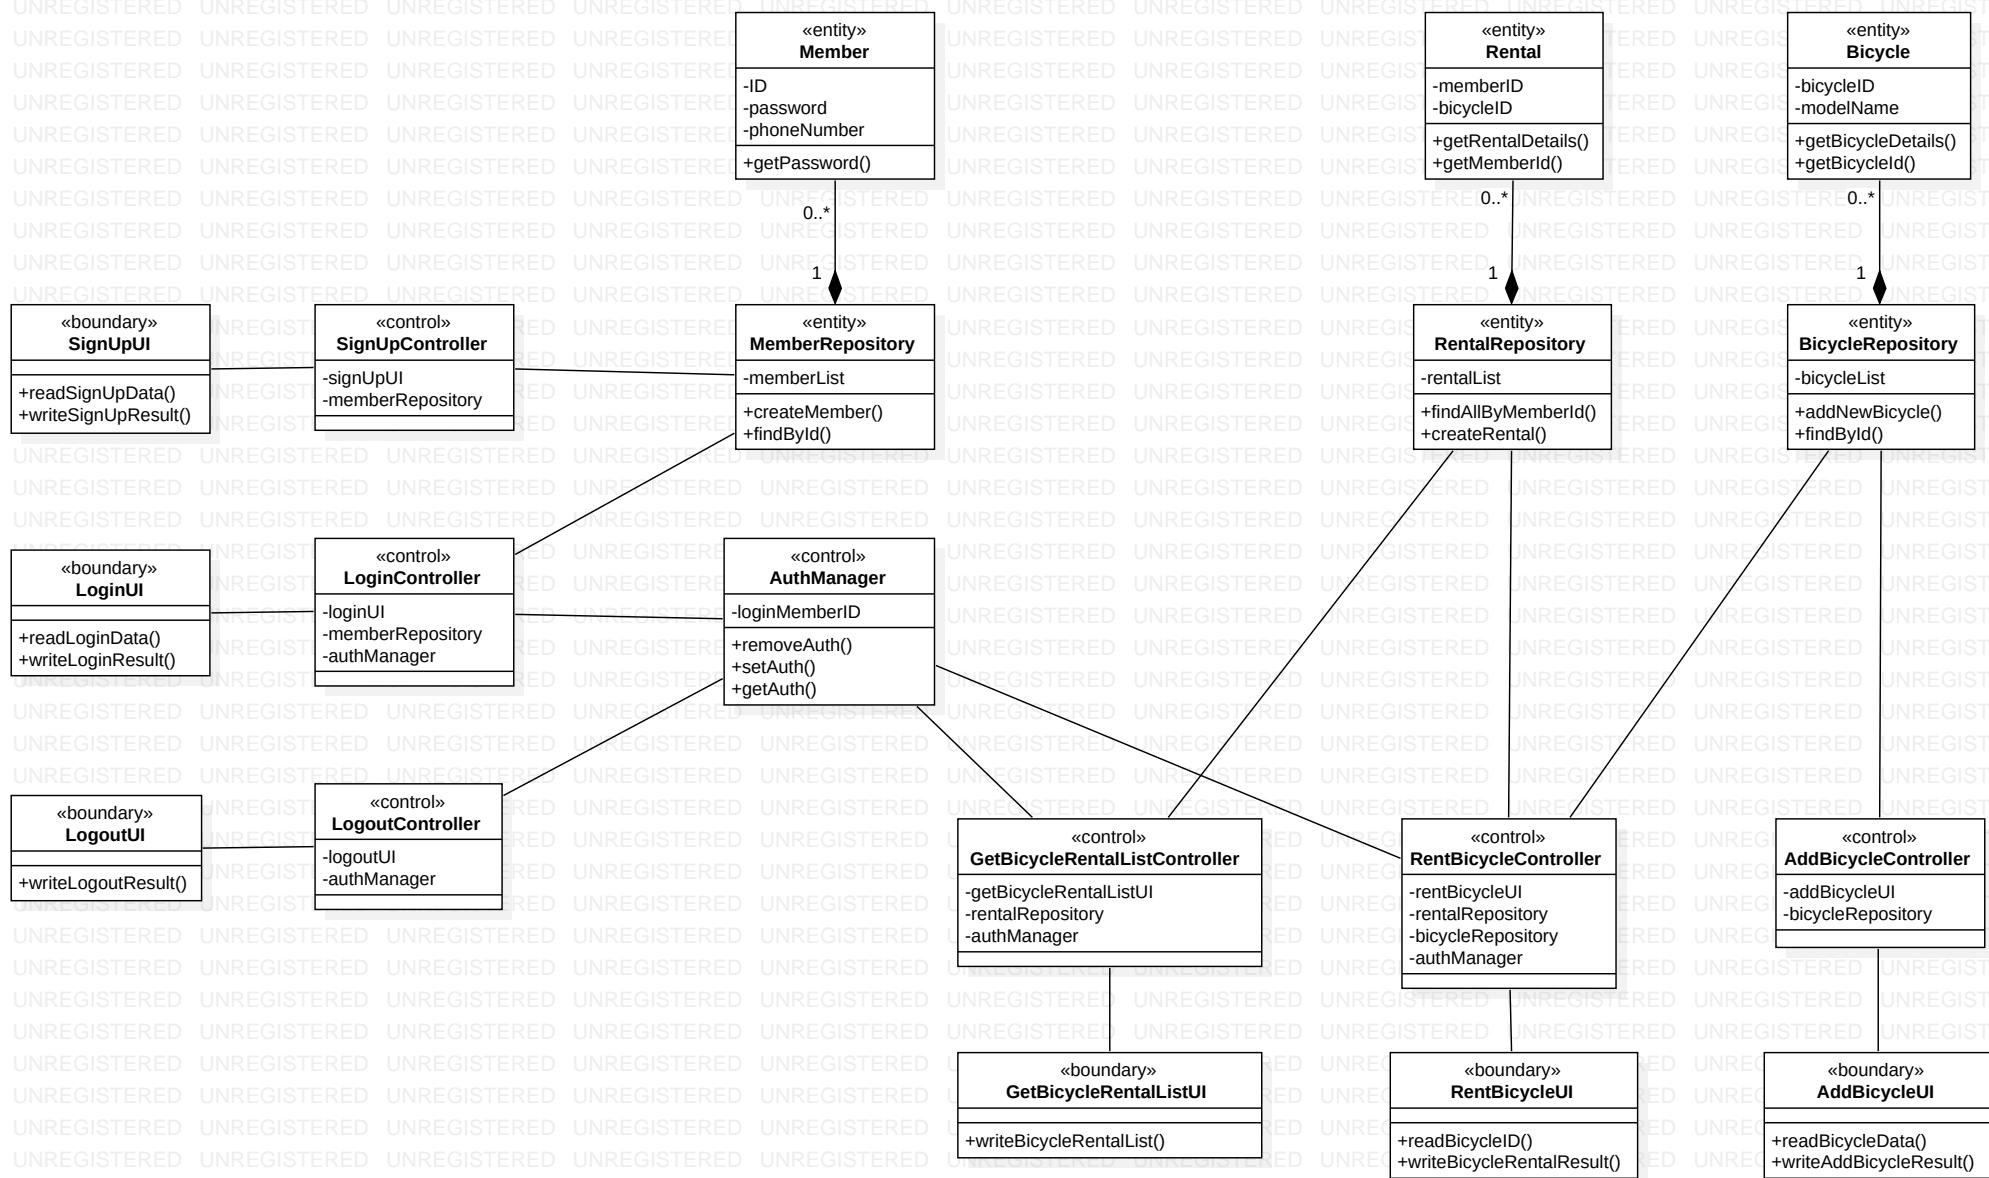 «entity»
Member
-ID
-password
-phoneNumber
+getPassword()
«entity»
Rental
-memberID
-bicycleID
+getRentalDetails()
+getMemberId()
«entity»
Bicycle
-bicycleID
-modelName
+getBicycleDetails()
+getBicycleId()
0..*
1
0..*
1
0..*
1
«boundary»
SignUpUI
+readSignUpData()
+writeSignUpResult()
«control»
SignUpController
-signUpUI
-memberRepository
«entity»
MemberRepository
-memberList
+createMember()
+findById()
«entity»
RentalRepository
-rentalList
+findAllByMemberId()
+createRental()
«entity»
BicycleRepository
-bicycleList
+addNewBicycle()
+findById()
«boundary»
LoginUI
+readLoginData()
+writeLoginResult()
«control»
LoginController
-loginUI
-memberRepository
-authManager
«control»
AuthManager
-loginMemberID
+removeAuth()
+setAuth()
+getAuth()
«boundary»
LogoutUI
+writeLogoutResult()
«control»
LogoutController
-logoutUI
-authManager
«control»
GetBicycleRentalListController
-getBicycleRentalListUI
-rentalRepository
-authManager
«control»
RentBicycleController
-rentBicycleUI
-rentalRepository
-bicycleRepository
-authManager
«control»
AddBicycleController
-addBicycleUI
-bicycleRepository
«boundary»
GetBicycleRentalListUI
+writeBicycleRentalList()
«boundary»
RentBicycleUI
+readBicycleID()
+writeBicycleRentalResult()
«boundary»
AddBicycleUI
+readBicycleData()
+writeAddBicycleResult()
UNREGISTERED